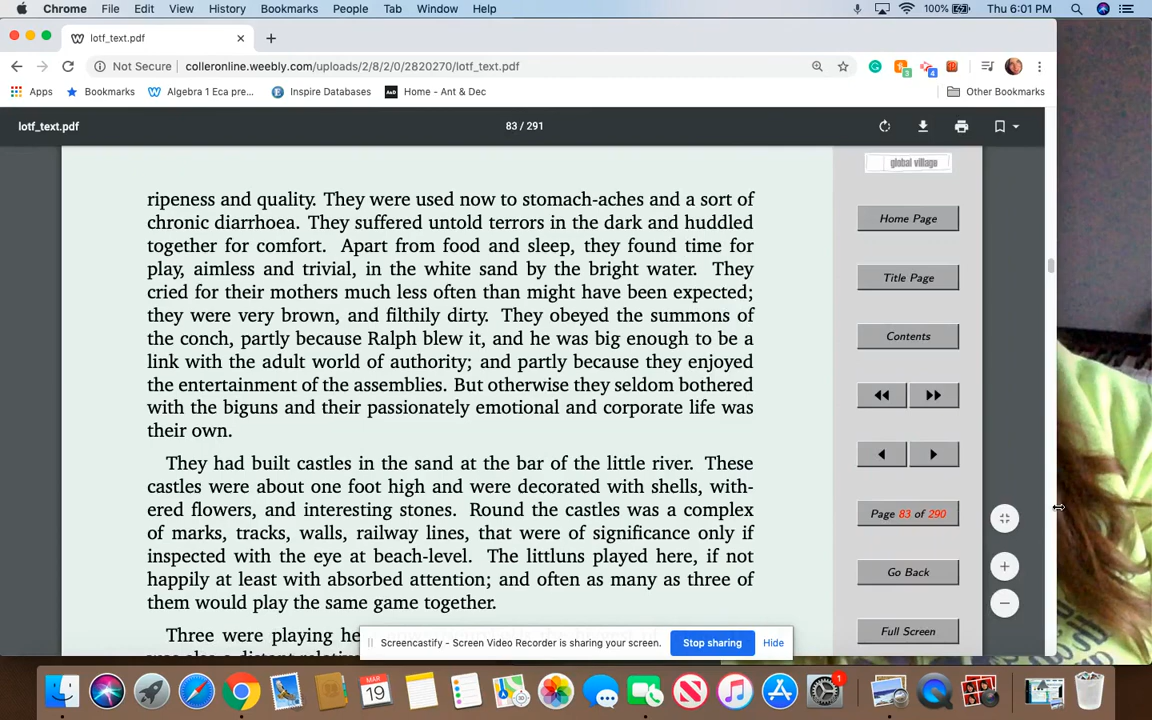 Chrome File Edit View History Bookmarks People Tab Window Help 100% Thu 6:01 PM
lotf_text.pdf
Not Secure colleronline.weebly.com/uploads/2/8/2/0/2820270/lotf_text.pdf 3 4
Apps Bookmarks Algebra 1 Eca pre... Inspire Databases A&D Home - Ant & Dec Other Bookmarks
lotf_text.pdf 83 / 291
global village
ripeness and quality. They were used now to stomach-aches and a sort of
chronic diarrhoea. They suffered untold terrors in the dark and huddled
together for comfort. Apart from food and sleep, they found time for
play, aimless and trivial, in the white sand by the bright water. They
cried for their mothers much less often than might have been expected;
they were very brown, and filthily dirty. They obeyed the summons of
the conch, partly because Ralph blew it, and he was big enough to be a
link with the adult world of authority; and partly because they enjoyed
the entertainment of the assemblies. But otherwise they seldom bothered
with the biguns and their passionately emotional and corporate life was
their own.
They had built castles in the sand at the bar of the little river. These
castles were about one foot high and were decorated with shells, with-
ered flowers, and interesting stones. Round the castles was a complex
of marks, tracks, walls, railway lines, that were of significance only if
inspected with the eye at beach-level. The littluns played here, if not
happily at least with absorbed attention; and often as many as three of
them would play the same game together.
Three were playing he
Home Page
Title Page
Contents
Page 83 of 290
Go Back
Full Screen
Screencastify - Screen Video Recorder is sharing your screen. Stop sharing Hide
MAR
19
1